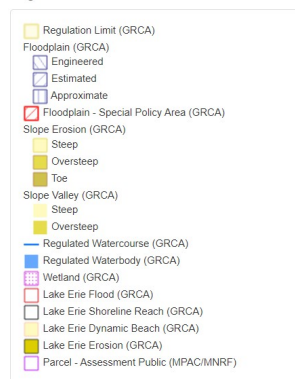 Regulation Limit (GRCA)
Floodplain (GRCA)
Engineered
Estimated
Approximate
Floodplain - Special Policy Area (GRCA)
Slope Erosion (GRCA)
Steep
Oversteep
Toe
Slope Valley (GRCA)
Steep
Oversteep
Regulated Watercourse (GRCA)
Regulated Waterbody (GRCA)
Wetland (GRCA)
Lake Erie Flood (GRCA)
Lake Erie Shoreline Reach (GRCA)
Lake Erie Dynamic Beach (GRCA)
Lake Erie Erosion (GRCA)
Parcel - Assessment Public (MPAC/MNRF)